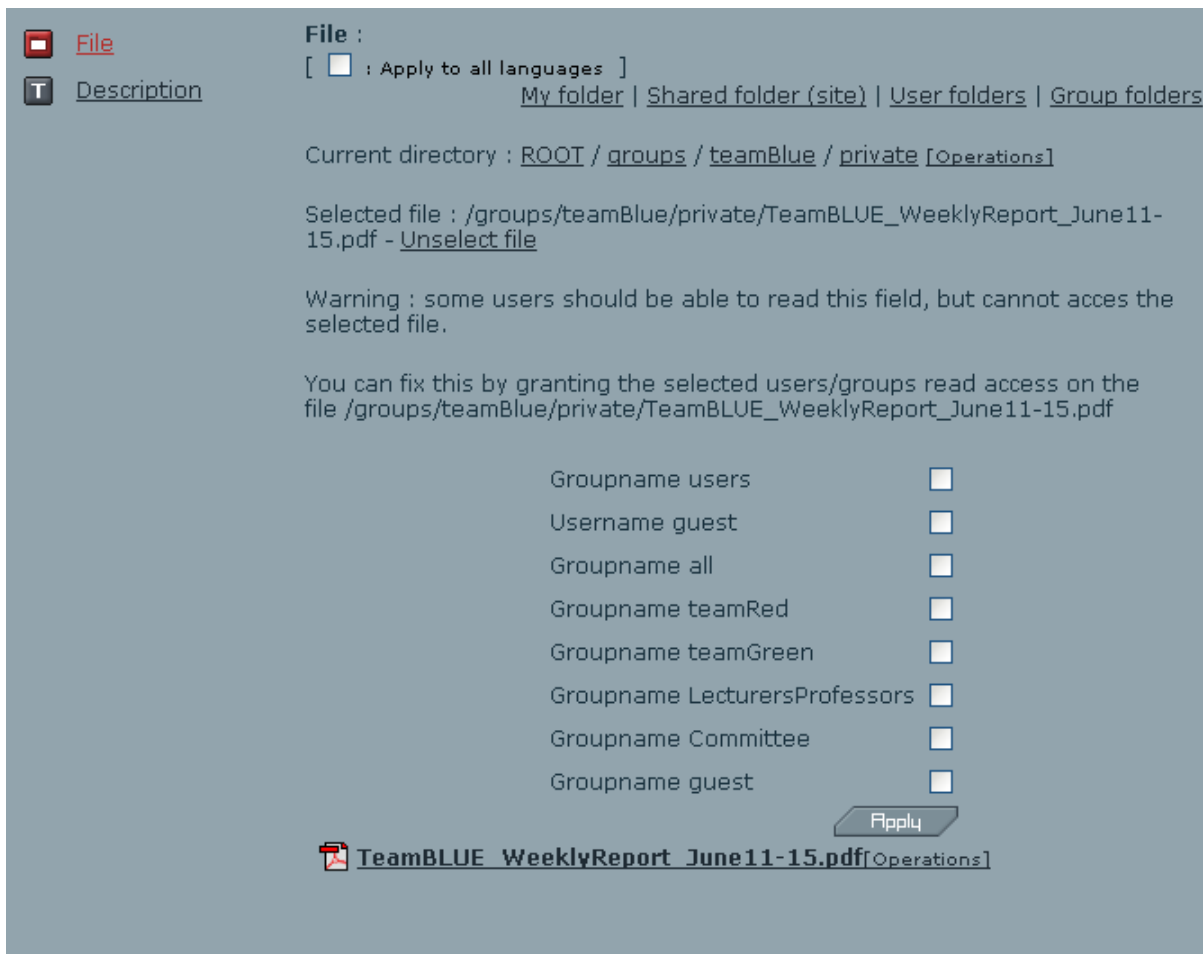 File
Description
File :
[ : Apply to all languages ]
My folder | Shared folder (site) | User folders | Group folders
Current directory : ROOT / groups / teamBlue / private [Operations]
Selected file : /groups/teamBlue/private/TeamBLUE_WeeklyReport_June11-
15.pdf - Unselect file
Warning : some users should be able to read this field, but cannot acces the
selected file.
You can fix this by granting the selected users/groups read access on the
file /groups/teamBlue/private/TeamBLUE_WeeklyReport_June11-15.pdf
Groupname users
Username guest
Groupname all
Groupname teamRed
Groupname teamGreen
Groupname LecturersProfessors
Groupname Committee
Groupname guest
Apply
TeamBLUE_WeeklyReport_June11-15.pdf[Operations]